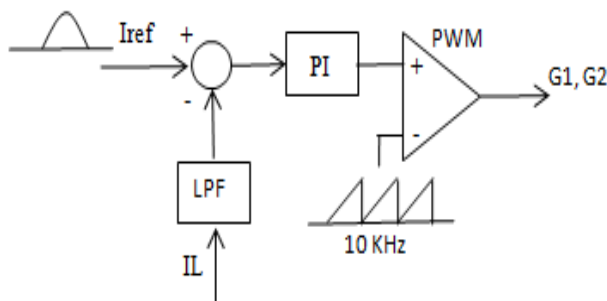 Iref
+
-
PI
PWM
+
-
G1, G2
LPF
10 KHz
IL